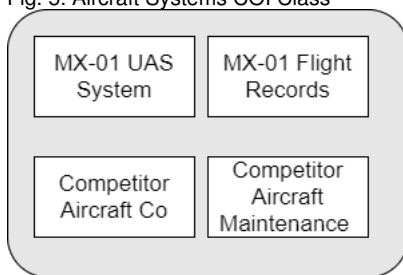 Fig. Aircraft Systems COI Class
MX-01 UAS
System
MX-01 Flight
Records
Competitor
Aircraft Co
Competitor
Aircraft
Maintenance